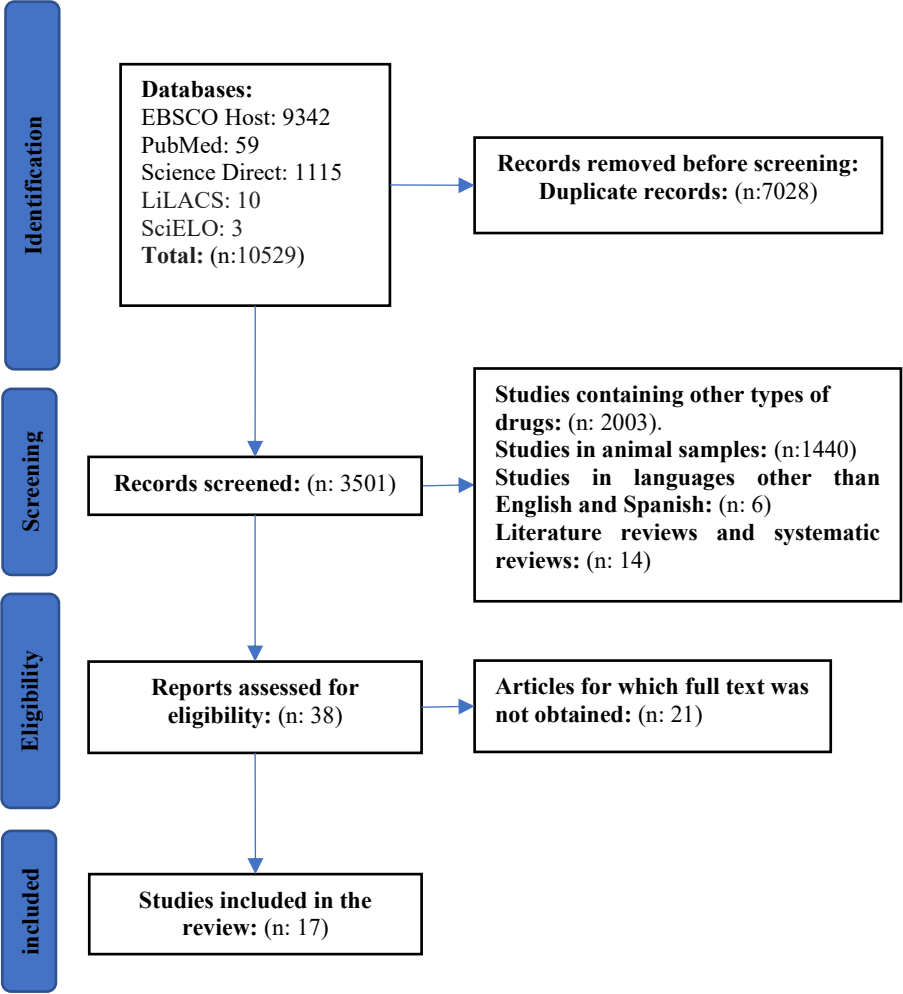 Identification
Databases:
EBSCO Host: 9342
PubMed: 59
Science Direct: 1115
LiLACS: 10
SciELO: 3
Total: (n:10529)
Records removed before screening:
Duplicate records: (n:7028)
Screening
Records screened: (n: 3501)
Studies containing other types of
drugs: (n: 2003).
Studies in animal samples: (n:1440)
Studies in languages other than
English and Spanish: (n: 6)
Literature reviews and systematic
reviews: (n: 14)
Eligibility
Reports assessed for
eligibility: (n: 38)
Articles for which full text was
not obtained: (n: 21)
included
Studies included in the
review: (n: 17)